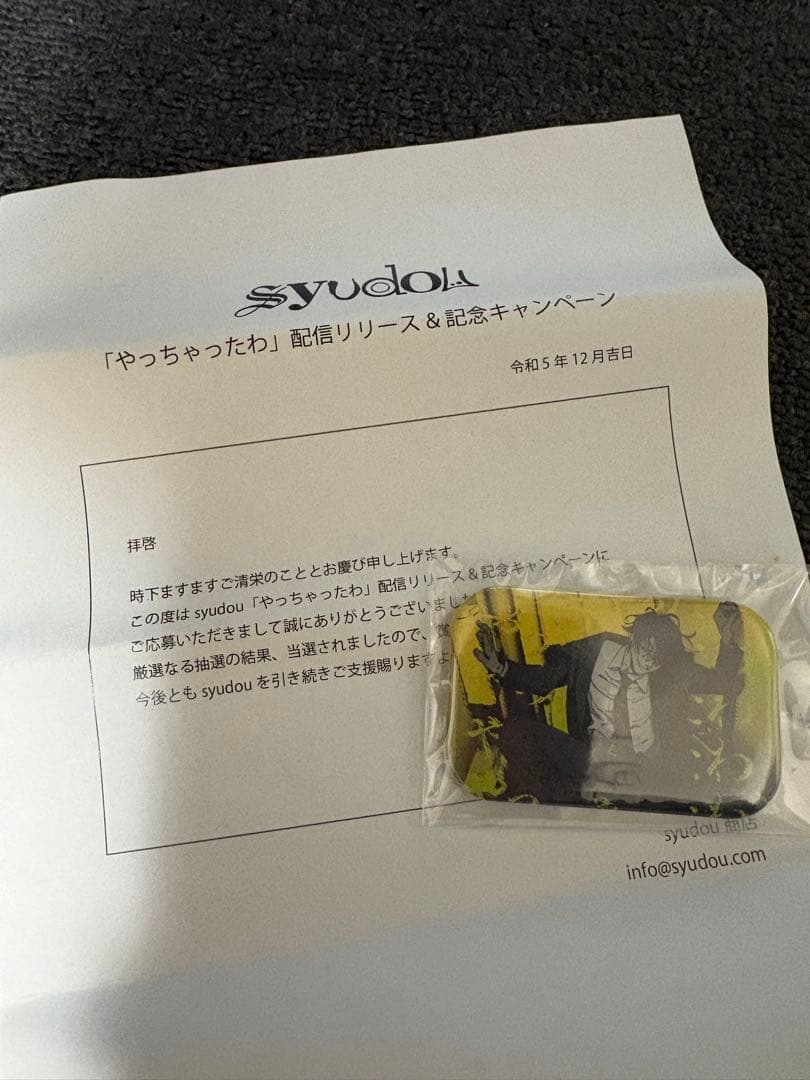 syudou
「やっちゃったわ」配信リリース & 記念キャンペーン
令和5年12月吉日
拝啓
時下ますますご清栄のこととお慶び申し上げます。
この度は syudou「やっちゃったわ」配信リリース & 記念キャンペーンに
ご応募いただきまして誠にありがとうございました
厳選なる抽選の結果、当選されましたので、賞
今後とも syudou を引き続きご支援賜りますよ
syudou 商店
info@syudou.com